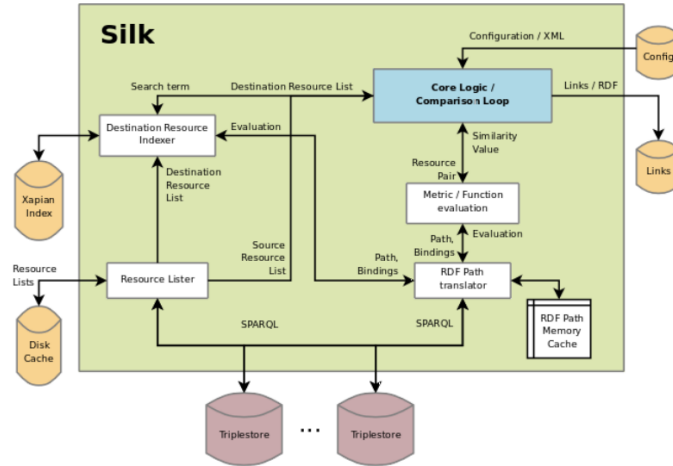 Silk
Configuration / XML
Config
Search term
Destination Resource List
Core Logic /
Comparison Loop
Links / RDF
Destination Resource
Indexer
Evaluation
Similarity
Value
Resource
Pair
Links
Destination
Resource
List
Xapian
Index
Metric / Function
evaluation
Source
Resource
List
Path,
Bindings
Evaluation
Path,
Bindings
Resource
Lists
Resource Lister
RDF Path
translator
SPARQL
SPARQL
RDF Path
Memory
Cache
Disk
Cache
Triplestore
...
Triplestore